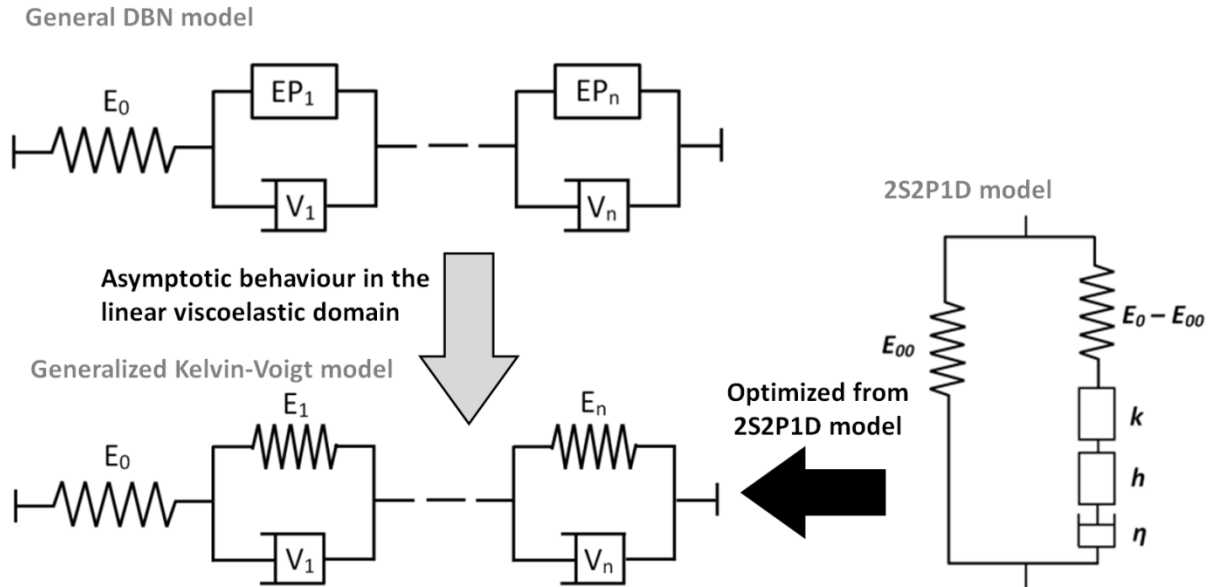 General DBN model
E0
EP1
EPn
V1
Vn
2S2P1D model
Asymptotic behaviour in the
linear viscoelastic domain
E00
E0 – E00
Generalized Kelvin-Voigt model
Optimized from
2S2P1D model
E0
E1
En
k
h
η
V1
Vn